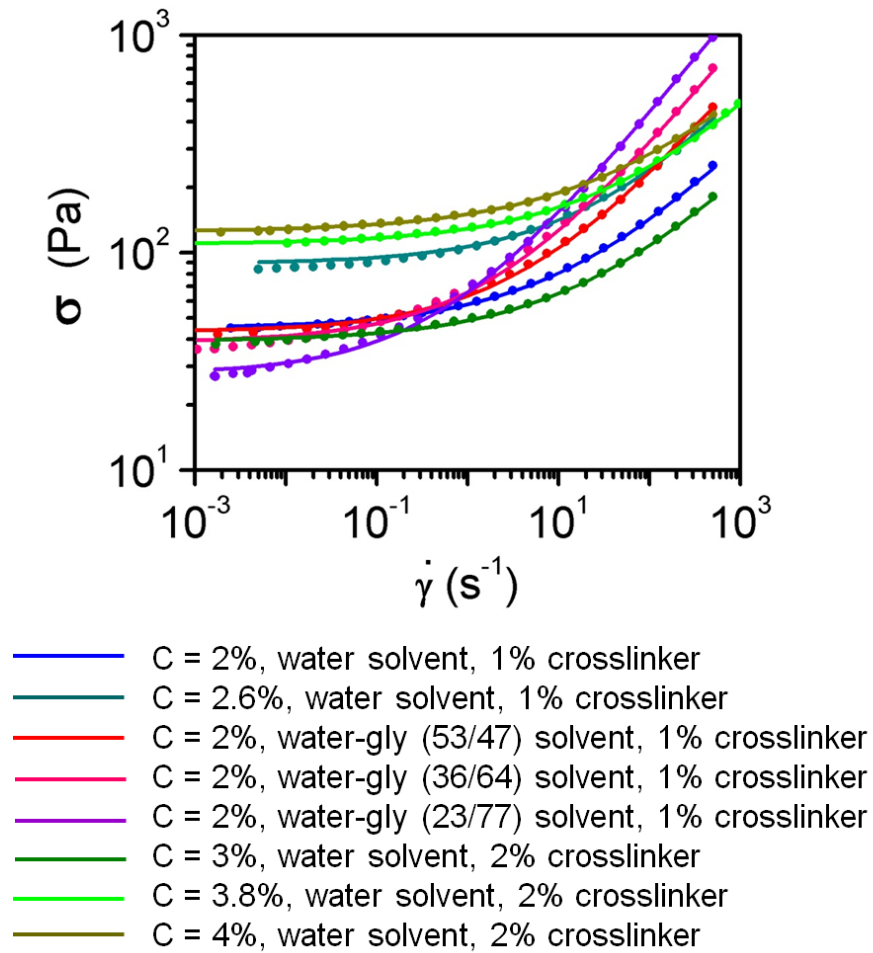 10³
10²
10¹
σ (Pa)
10⁻³
10⁻¹
10¹
10³
γ̇ (s⁻¹)
C = 2%, water solvent, 1% crosslinker
C = 2.6%, water solvent, 1% crosslinker
C = 2%, water-gly (53/47) solvent, 1% crosslinker
C = 2%, water-gly (36/64) solvent, 1% crosslinker
C = 2%, water-gly (23/77) solvent, 1% crosslinker
C = 3%, water solvent, 2% crosslinker
C = 3.8%, water solvent, 2% crosslinker
C = 4%, water solvent, 2% crosslinker